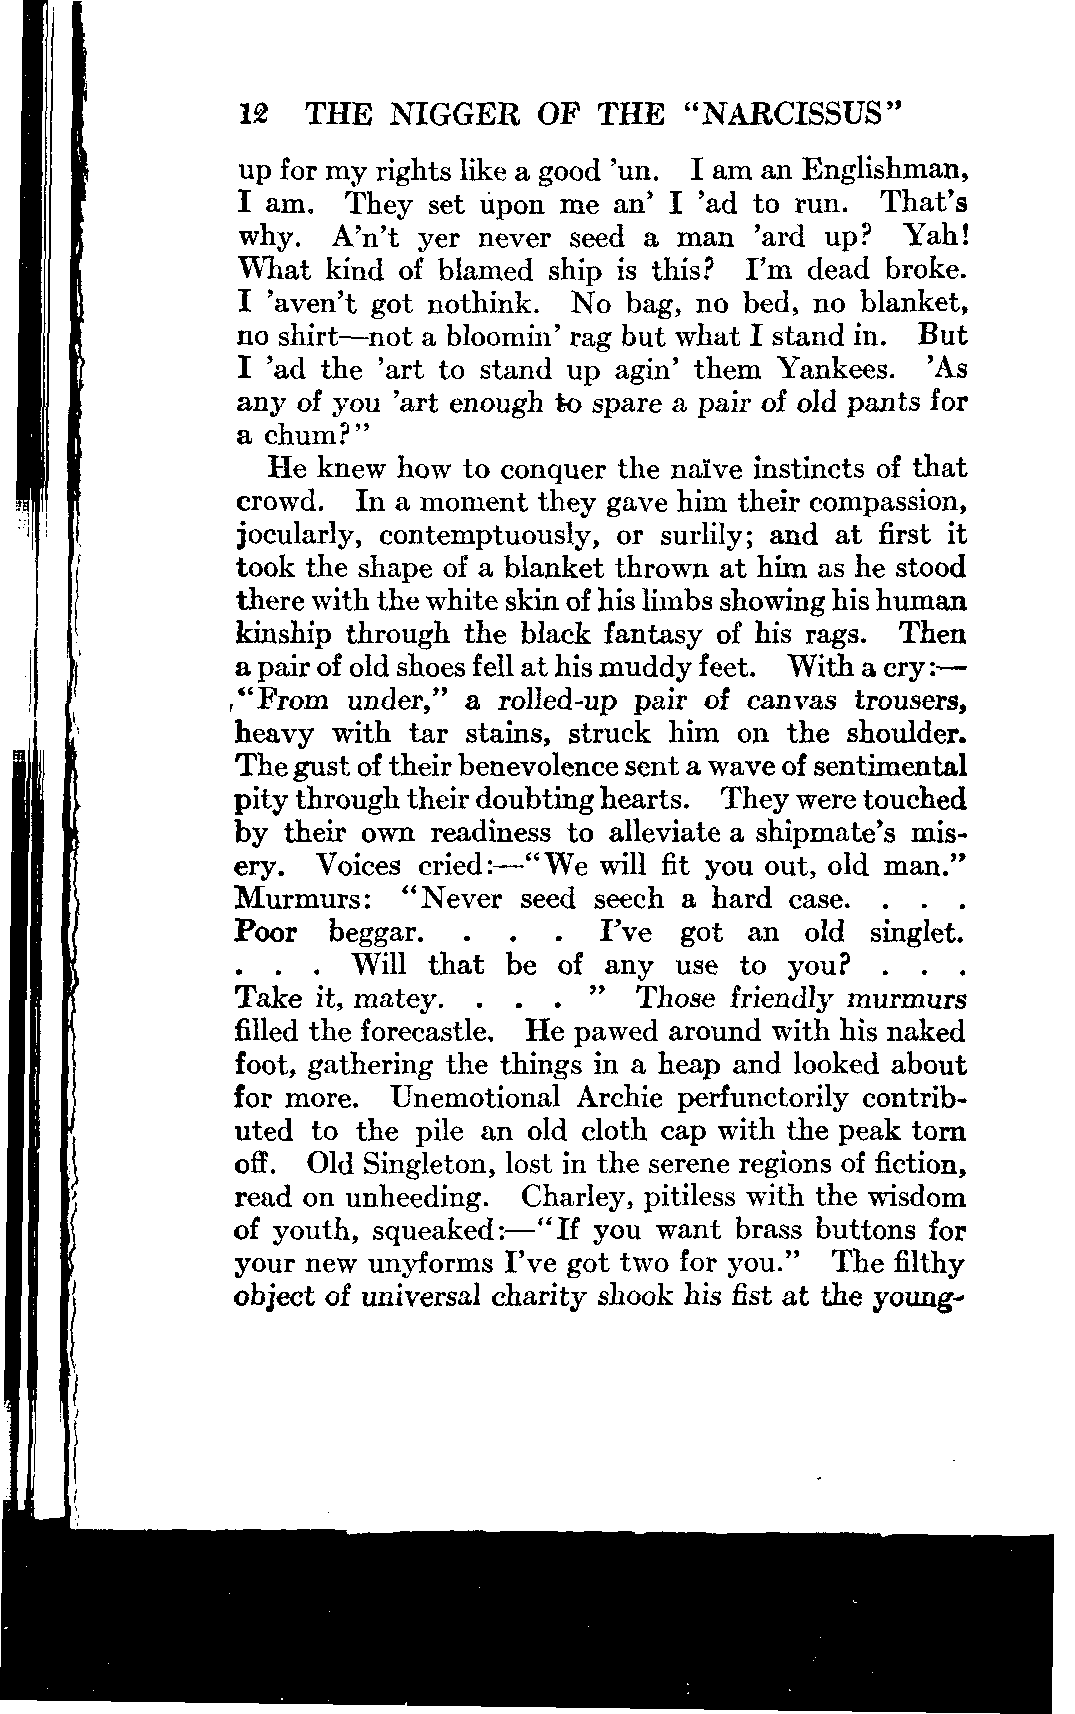 12 THE NIGGER OF THE "NARCISSUS"
up for my rights like a good 'un. I am an Englishman,
I am. They set upon me an' I 'ad to run. That's
why. A'n't yer never seed a man 'ard up? Yah!
What kind of blamed ship is this? I'm dead broke.
I 'aven't got nothink. No bag, no bed, no blanket,
no shirt—not a bloomin' rag but what I stand in. But
I 'ad the 'art to stand up agin' them Yankees. 'As
any of you 'art enough to spare a pair of old pants for
a chum?"
He knew how to conquer the naïve instincts of that
crowd. In a moment they gave him their compassion,
jocularly, contemptuously, or surlily; and at first it
took the shape of a blanket thrown at him as he stood
there with the white skin of his limbs showing his human
kinship through the black fantasy of his rags. Then
a pair of old shoes fell at his muddy feet. With a cry:—
"From under," a rolled-up pair of canvas trousers,
heavy with tar stains, struck him on the shoulder.
The gust of their benevolence sent a wave of sentimental
pity through their doubting hearts. They were touched
by their own readiness to alleviate a shipmate's mis-
ery. Voices cried:—"We will fit you out, old man."
Murmurs: "Never seed seech a hard case. . . .
Poor beggar. . . . I've got an old singlet.
. . . Will that be of any use to you? . . .
Take it, matey. . . . " Those friendly murmurs
filled the forecastle. He pawed around with his naked
foot, gathering the things in a heap and looked about
for more. Unemotional Archie perfunctorily contrib-
uted to the pile an old cloth cap with the peak torn
off. Old Singleton, lost in the serene regions of fiction,
read on unheeding. Charley, pitiless with the wisdom
of youth, squeaked:—"If you want brass buttons for
your new unyforms I've got two for you." The filthy
object of universal charity shook his fist at the young-